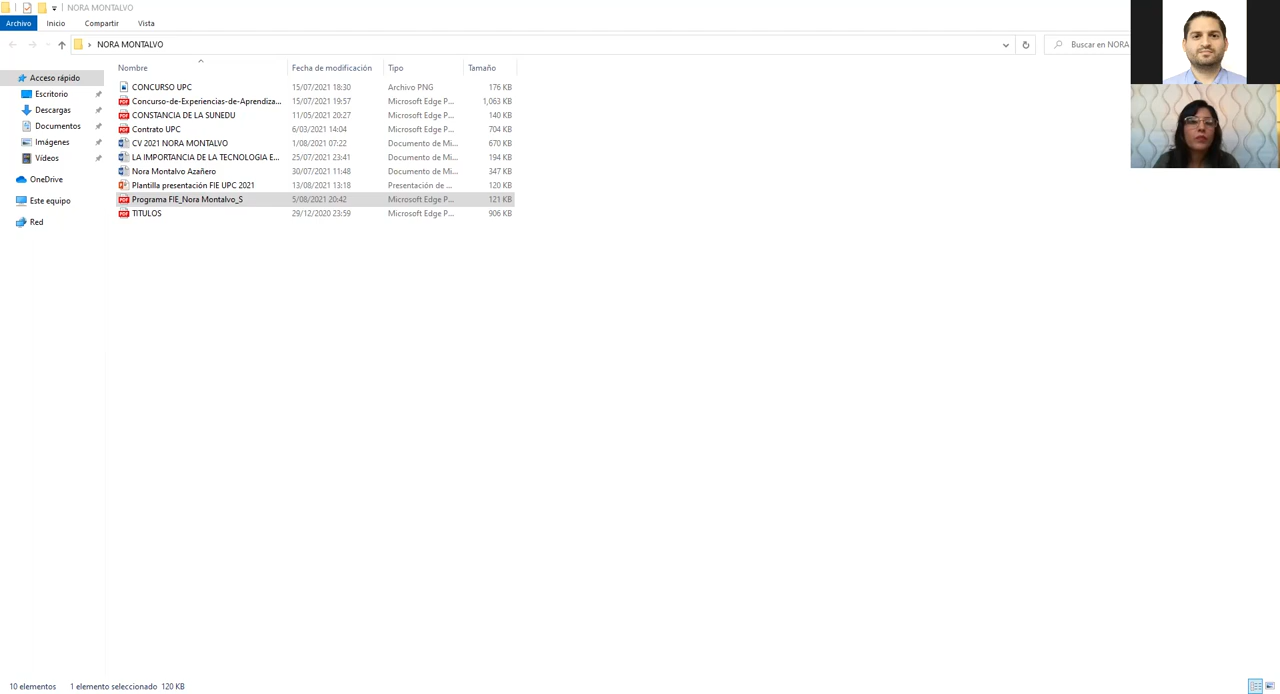 NORA MONTALVO
Archivo Inicio Compartir Vista
NORA MONTALVO Buscar en NORA
Nombre Fecha de modificación Tipo Tamaño
Acceso rápido
Escritorio
Descargas
Documentos
Imágenes
Vídeos
OneDrive
Este equipo
Red
CONCURSO UPC 15/07/2021 18:30 Archivo PNG 176 KB
Concurso-de-Experiencias-de-Aprendiza... 15/07/2021 19:57 Microsoft Edge P... 1,063 KB
CONSTANCIA DE LA SUNEDU 11/05/2021 20:27 Microsoft Edge P... 140 KB
Contrato UPC 6/03/2021 14:04 Microsoft Edge P... 704 KB
CV 2021 NORA MONTALVO 1/08/2021 07:22 Documento de Mi... 670 KB
LA IMPORTANCIA DE LA TECNOLOGIA E... 25/07/2021 23:41 Documento de Mi... 194 KB
Nora Montalvo Azañero 30/07/2021 11:48 Documento de Mi... 347 KB
Plantilla presentación FIE UPC 2021 13/08/2021 13:18 Presentación de ... 120 KB
Programa FIE_Nora Montalvo_S 5/08/2021 20:42 Microsoft Edge P... 121 KB
TITULOS 29/12/2020 23:59 Microsoft Edge P... 906 KB
10 elementos 1 elemento seleccionado 120 KB